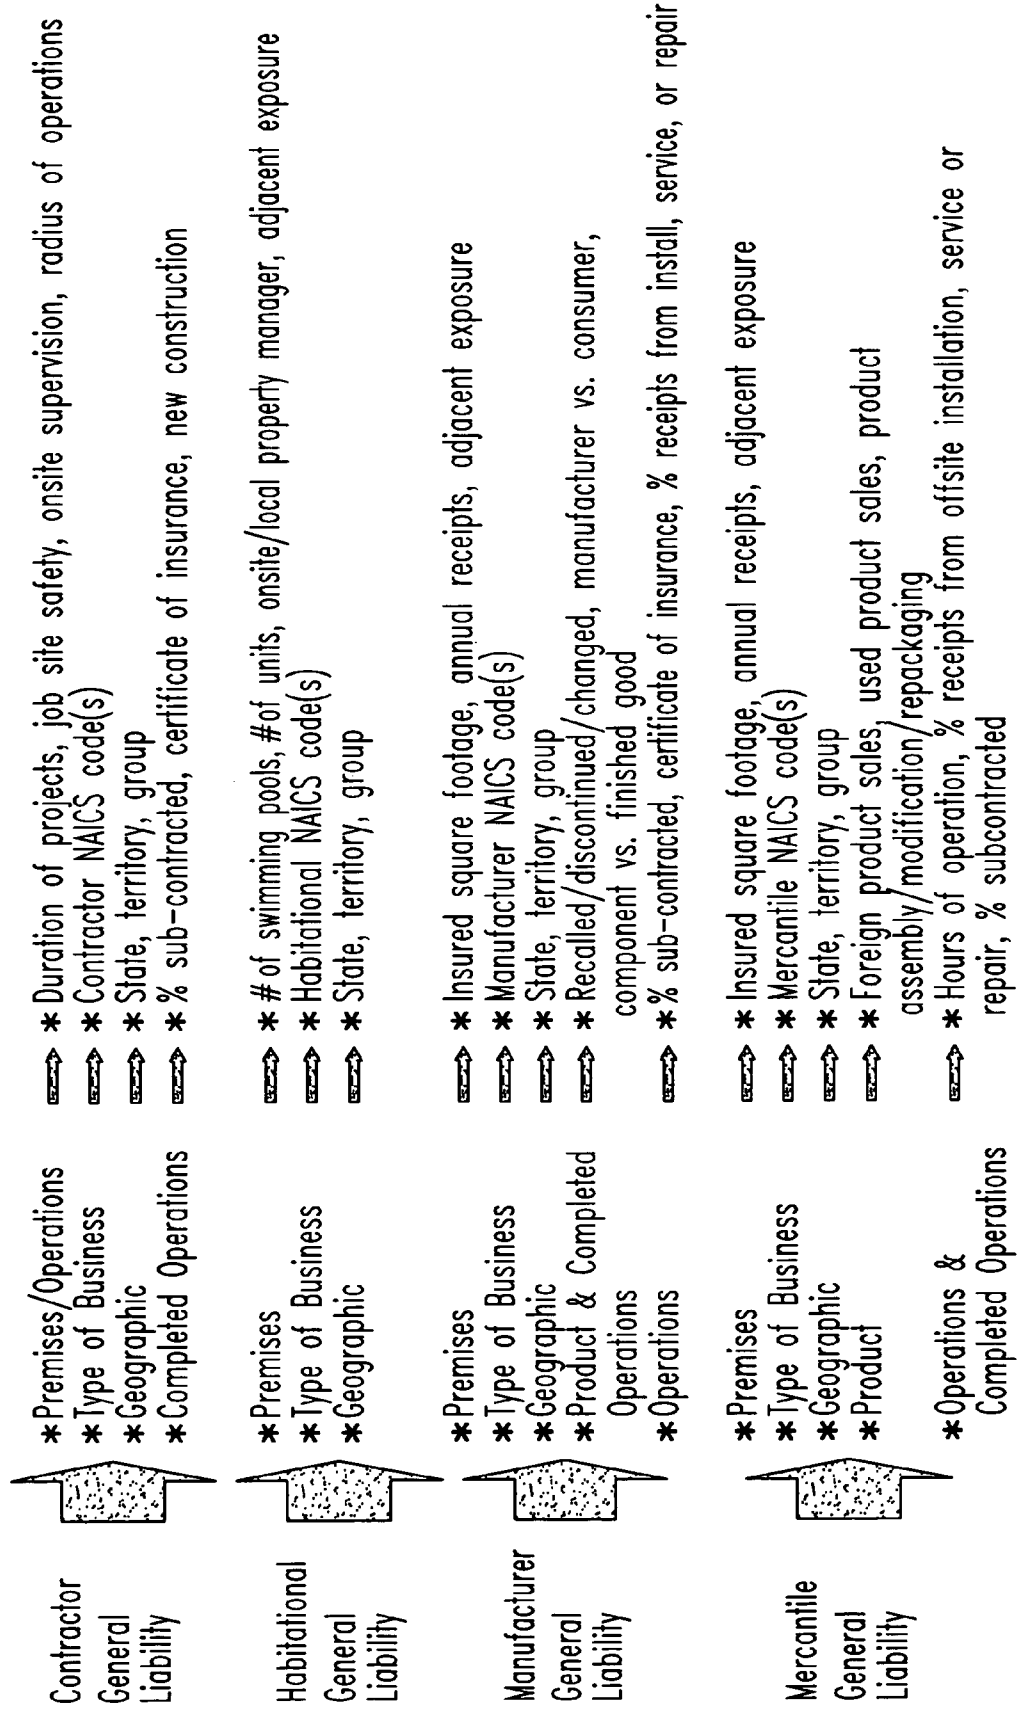 Contractor
General
Liability
*Premises/Operations
*Type of Business
*Geographic
*Completed Operations
* Duration of projects, job site safety, onsite supervision, radius of operations
* Contractor NAICS code(s)
* State, territory, group
* % sub-contracted, certificate of insurance, new construction
Habitational
General
Liability
*Premises
*Type of Business
*Geographic
* # of swimming pools, # of units, onsite/local property manager, adjacent exposure
* Habitational NAICS code(s)
* State, territory, group
Manufacturer
General
Liability
*Premises
*Type of Business
*Geographic
*Product & Completed
Operations
*Operations
* Insured square footage, annual receipts, adjacent exposure
* Manufacturer NAICS code(s)
* State, territory, group
* Recalled/discontinued/changed, manufacturer vs. consumer,
component vs. finished good
* % sub-contracted, certificate of insurance, % receipts from install, service, or repair
Mercantile
General
Liability
*Premises
*Type of Business
*Geographic
*Product
*Operations &
Completed Operations
* Insured square footage, annual receipts, adjacent exposure
* Mercantile NAICS code(s)
* State, territory, group
* Foreign product sales, used product sales, product
assembly/modification/repackaging
* Hours of operation, % receipts from offsite installation, service or
repair, % subcontracted